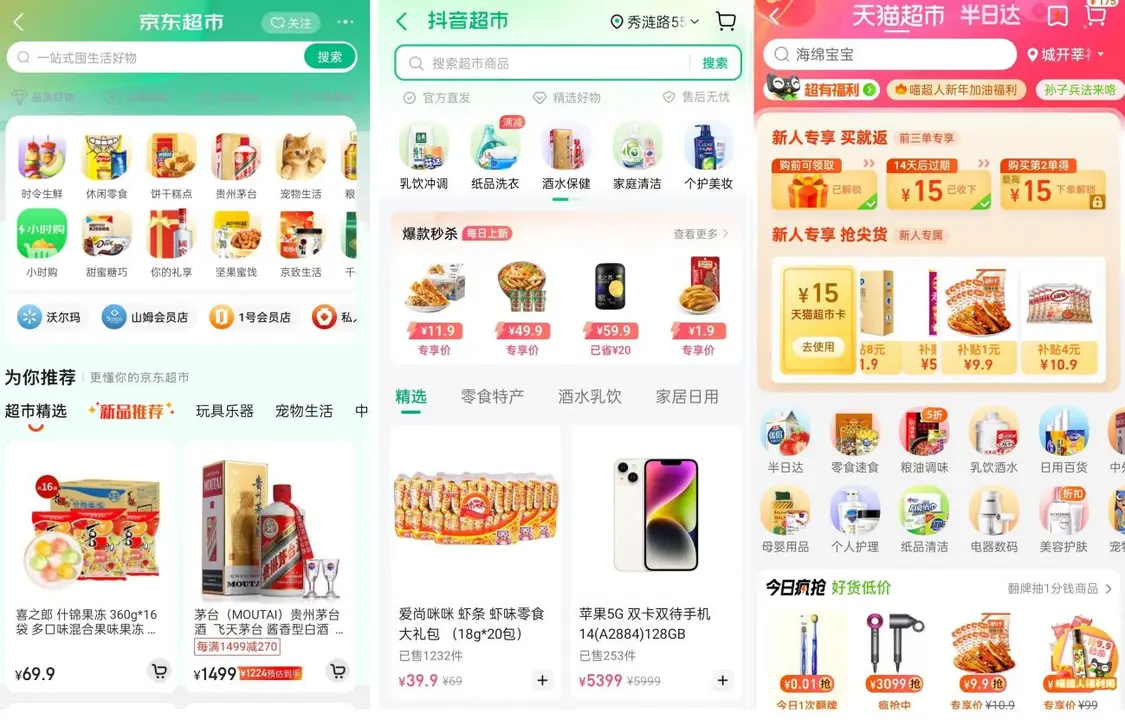 京东超市
关注
一站式囤生活好物
搜索
品质好物
时令生鲜
休闲零食
饼干糕点
贵州茅台
宠物生活
粮
小时购
小时购
甜蜜糖巧
你的礼享
坚果蜜饯
京致生活
千
沃尔玛
山姆会员店
1号会员店
私人
为你推荐
更懂你的京东超市
超市精选
新品推荐
玩具乐器
宠物生活
中
共16袋
喜之郎 什锦果冻 360g*16
袋 多口味混合果味果冻 ...
¥69.9
MOUTAI
贵州茅台
茅台（MOUTAI）贵州茅台
酒 飞天茅台 酱香型白酒 ...
每满1499减270
¥1499
¥1224预估到手
抖音超市
秀涟路55
搜索超市商品
搜索
官方直发
精选好物
售后无忧
满减
乳饮冲调
纸品洗衣
酒水保健
家庭清洁
个护美妆
爆款秒杀
每日上新
查看更多
¥11.9
专享价
¥49.9
专享价
¥59.9
已省¥20
¥1.9
专享价
精选
零食特产
酒水乳饮
家居日用
爱尚咪咪 虾条 虾味零食
大礼包 （18g*20包）
已售1232件
¥39.9 ¥69
苹果5G 双卡双待手机
14(A2884)128GB
已售253件
¥5399 ¥5999
天猫超市
半日达
¥175
海绵宝宝
城开莘
超有福利
喵超人新年加油福利
孙子兵法来咯
新人专享 买就返
前三单专享
购前可领取
已解锁
14天后过期
¥15
已收下
购买第2单得
最高
¥15
下单解锁
新人专享 抢尖货
新人专属
¥15
天猫超市卡
去使用
贴8元
1.9
补贴
¥5
补贴1元
¥9.9
补贴4元
¥10.9
5折
半日达
零食速食
粮油调味
乳饮酒水
日用百货
中外
折扣
母婴用品
个人护理
纸品清洁
电器数码
美容护肤
宠物
今日疯抢
好货低价
翻牌抽1分钱商品
¥0.01
抢
今日1次翻牌
¥3099
抢
疯抢中
¥9.9
抢
专享价¥10.9
¥9.9
秒杀
喵超人福利周
专享价¥99